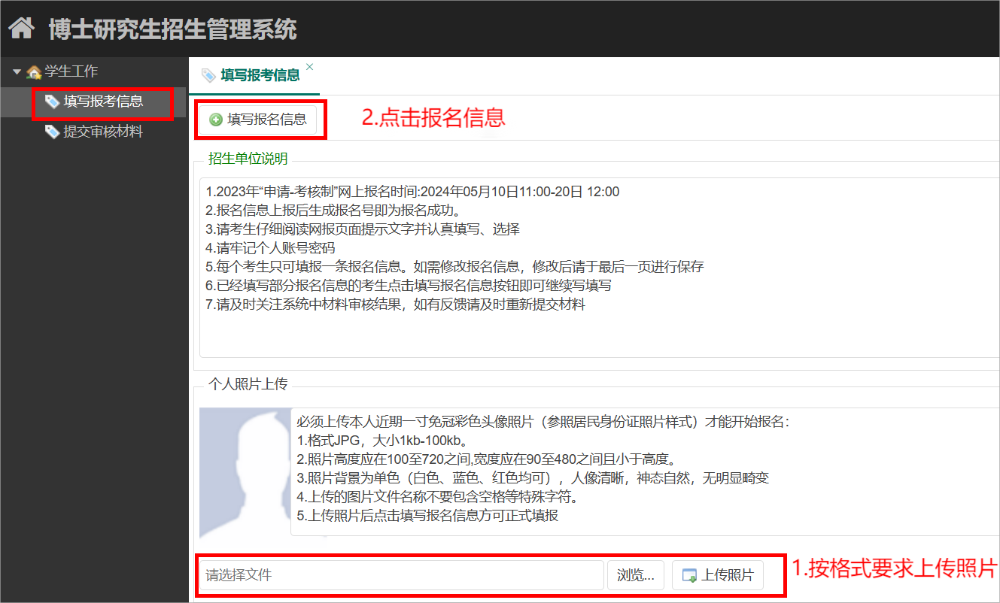 博士研究生招生管理系统
学生工作
填写报考信息
提交审核材料
填写报考信息
填写报名信息
2.点击报名信息
招生单位说明
1.2023年“申请-考核制”网上报名时间:2024年05月10日11:00-20日 12:00
2.报名信息上报后生成报名号即为报名成功。
3.请考生仔细阅读网报页面提示文字并认真填写、选择
4.请牢记个人账号密码
5.每个考生只可填报一条报名信息。如需修改报名信息，修改后请于最后一页进行保存
6.已经填写部分报名信息的考生点击填写报名信息按钮即可继续写填写
7.请及时关注系统中材料审核结果，如有反馈请及时重新提交材料
个人照片上传
必须上传本人近期一寸免冠彩色头像照片（参照居民身份证照片样式）才能开始报名：
1.格式JPG，大小1kb-100kb。
2.照片高度应在100至720之间,宽度应在90至480之间且小于高度。
3.照片背景为单色（白色、蓝色、红色均可），人像清晰，神态自然，无明显畸变
4.上传的图片文件名称不要包含空格等特殊字符。
5.上传照片后点击填写报名信息方可正式填报
请选择文件
浏览...
上传照片
1.按格式要求上传照片